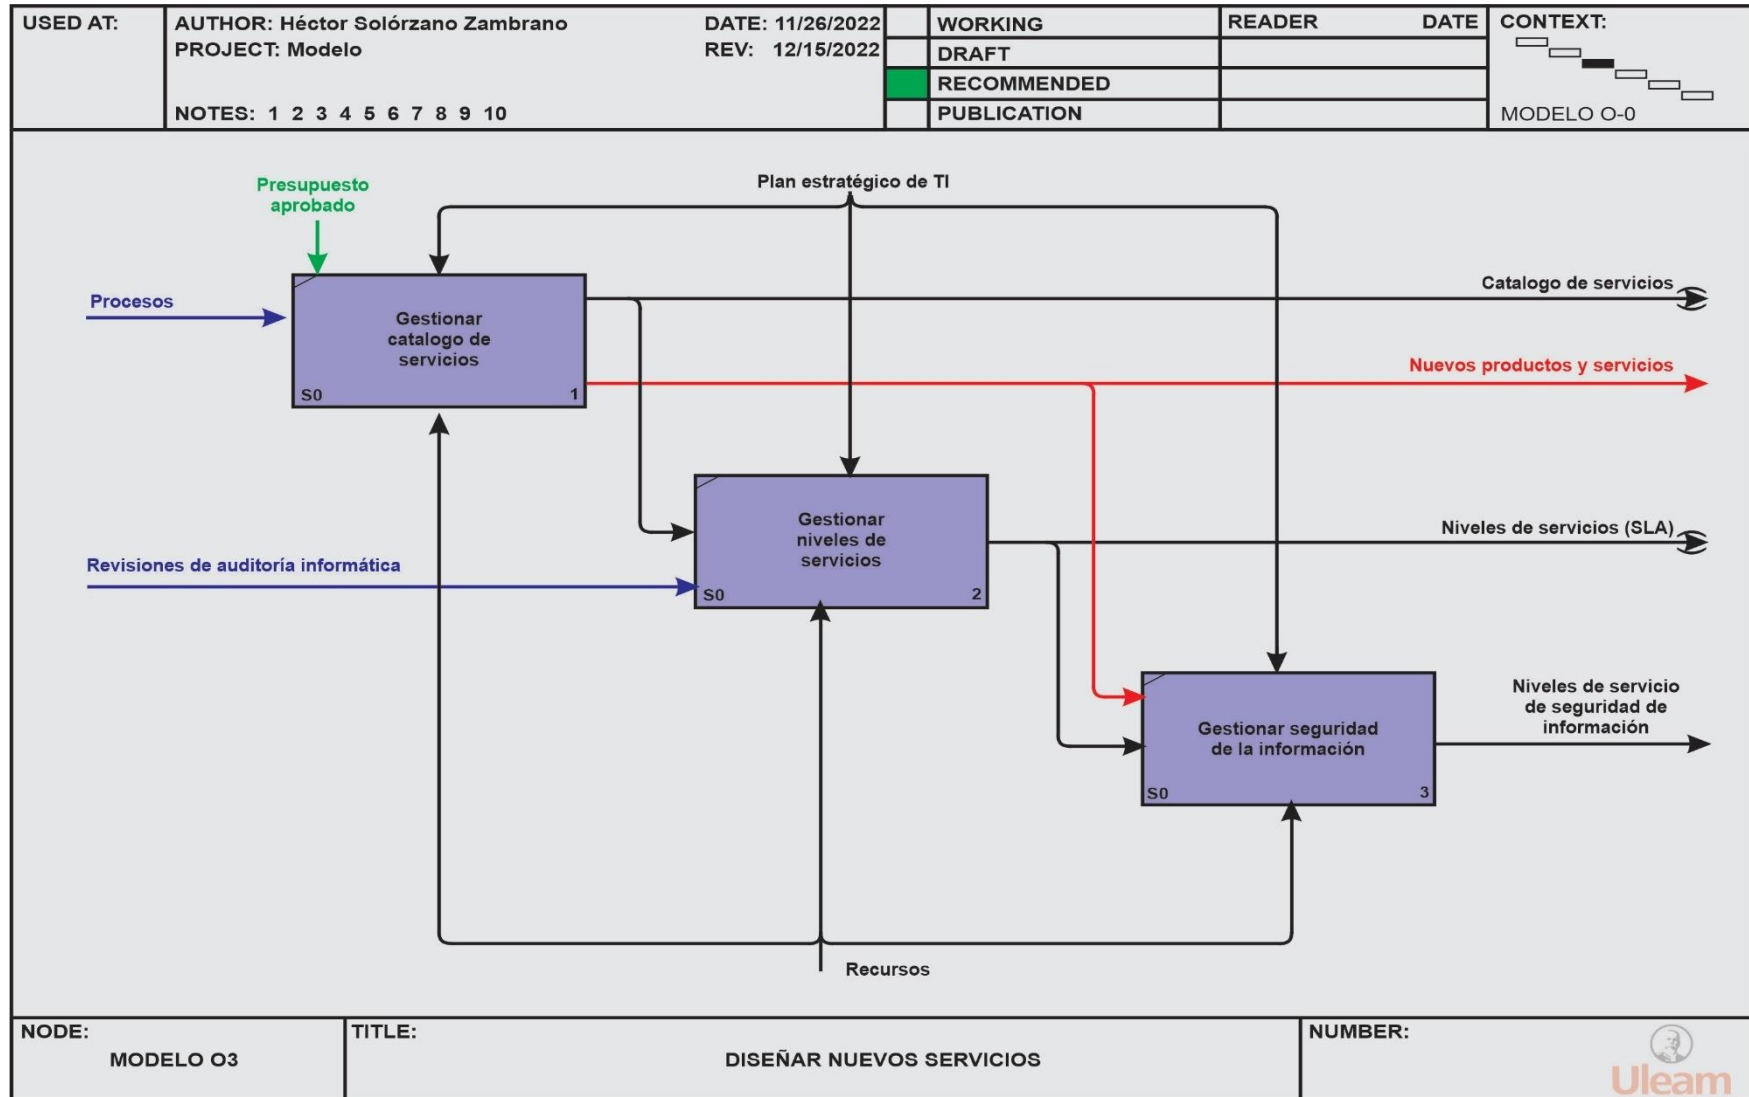 USED AT:
AUTHOR: Héctor Solórzano Zambrano
DATE: 11/26/2022
PROJECT: Modelo
REV: 12/15/2022
NOTES: 1 2 3 4 5 6 7 8 9 10
WORKING
DRAFT
RECOMMENDED
PUBLICATION
READER
DATE
CONTEXT:
MODELO O-0
Presupuesto
aprobado
Plan estratégico de TI
Procesos
Gestionar
catalogo de
servicios
S0
1
Catalogo de servicios
Nuevos productos y servicios
Revisiones de auditoría informática
Gestionar
niveles de
servicios
S0
2
Niveles de servicios (SLA)
Gestionar seguridad
de la información
S0
3
Niveles de servicio
de seguridad de
información
Recursos
NODE:
MODELO O3
TITLE:
DISEÑAR NUEVOS SERVICIOS
NUMBER:
Uleam